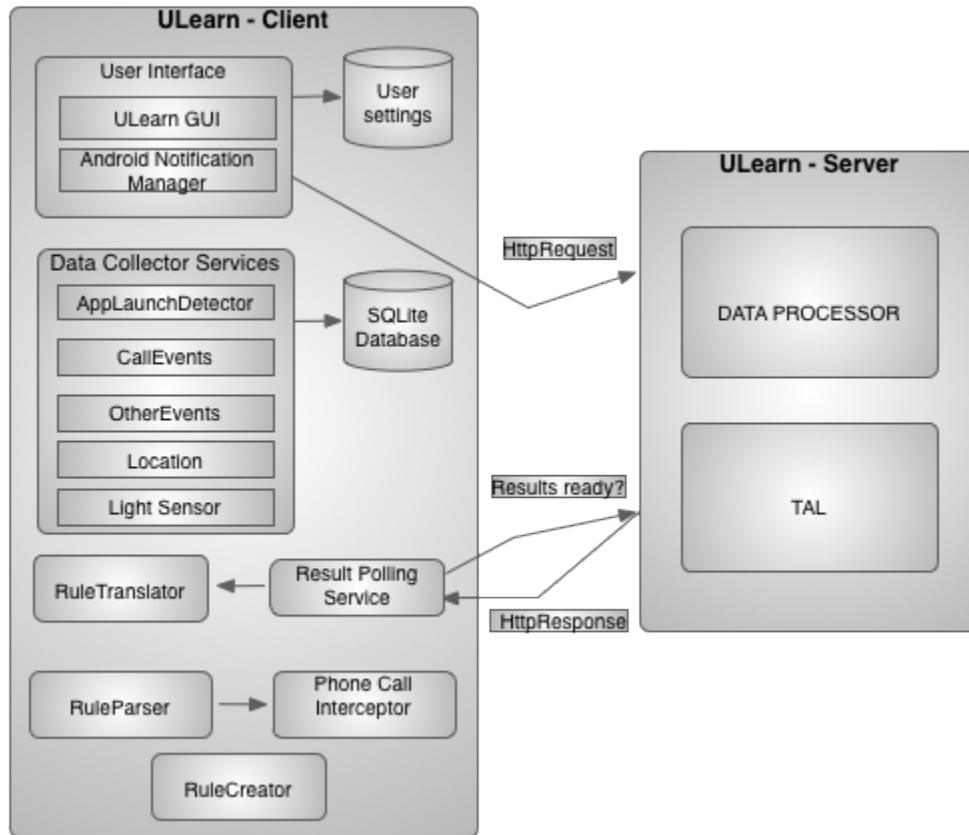 ULearn - Client
User Interface
ULearn GUI
Android Notification
Manager
User
settings
Data Collector Services
AppLaunchDetector
CallEvents
OtherEvents
Location
Light Sensor
SQLite
Database
RuleTranslator
Result Polling
Service
RuleParser
Phone Call
Interceptor
RuleCreator
HttpRequest
Results ready?
HttpResponse
ULearn - Server
DATA PROCESSOR
TAL